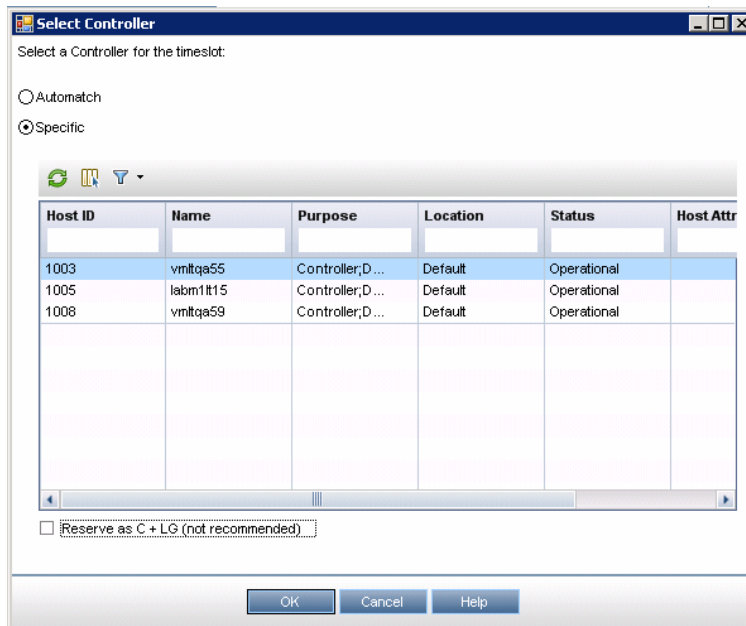 Select Controller
Select a Controller for the timeslot:
Automatch
Specific
Host ID Name Purpose Location Status Host Attr
1003 vmltqa55 Controller;D... Default Operational
1005 labm1lt15 Controller;D... Default Operational
1008 vmltqa59 Controller;D... Default Operational
Reserve as C + LG (not recommended)
OK Cancel Help